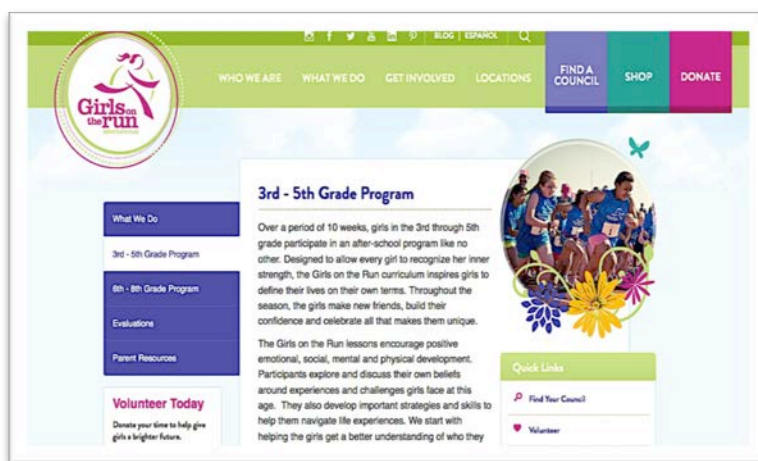 BLOG | ESPAÑOL
WHO WE ARE WHAT WE DO GET INVOLVED LOCATIONS FIND A COUNCIL SHOP DONATE
Girls on the run
3rd - 5th Grade Program
Over a period of 10 weeks, girls in the 3rd through 5th
grade participate in an after-school program like no
other. Designed to allow every girl to recognize her inner
strength, the Girls on the Run curriculum inspires girls to
define their lives on their own terms. Throughout the
season, the girls make new friends, build their
confidence and celebrate all that makes them unique.
The Girls on the Run lessons encourage positive
emotional, social, mental and physical development.
Participants explore and discuss their own beliefs
around experiences and challenges girls face at this
age. They also develop important strategies and skills to
help them navigate life experiences. We start with
helping the girls get a better understanding of who they
What We Do
3rd - 5th Grade Program
6th - 8th Grade Program
Evaluations
Parent Resources
Volunteer Today
Donate your time to help give
girls a brighter future.
Quick Links
Find Your Council
Volunteer